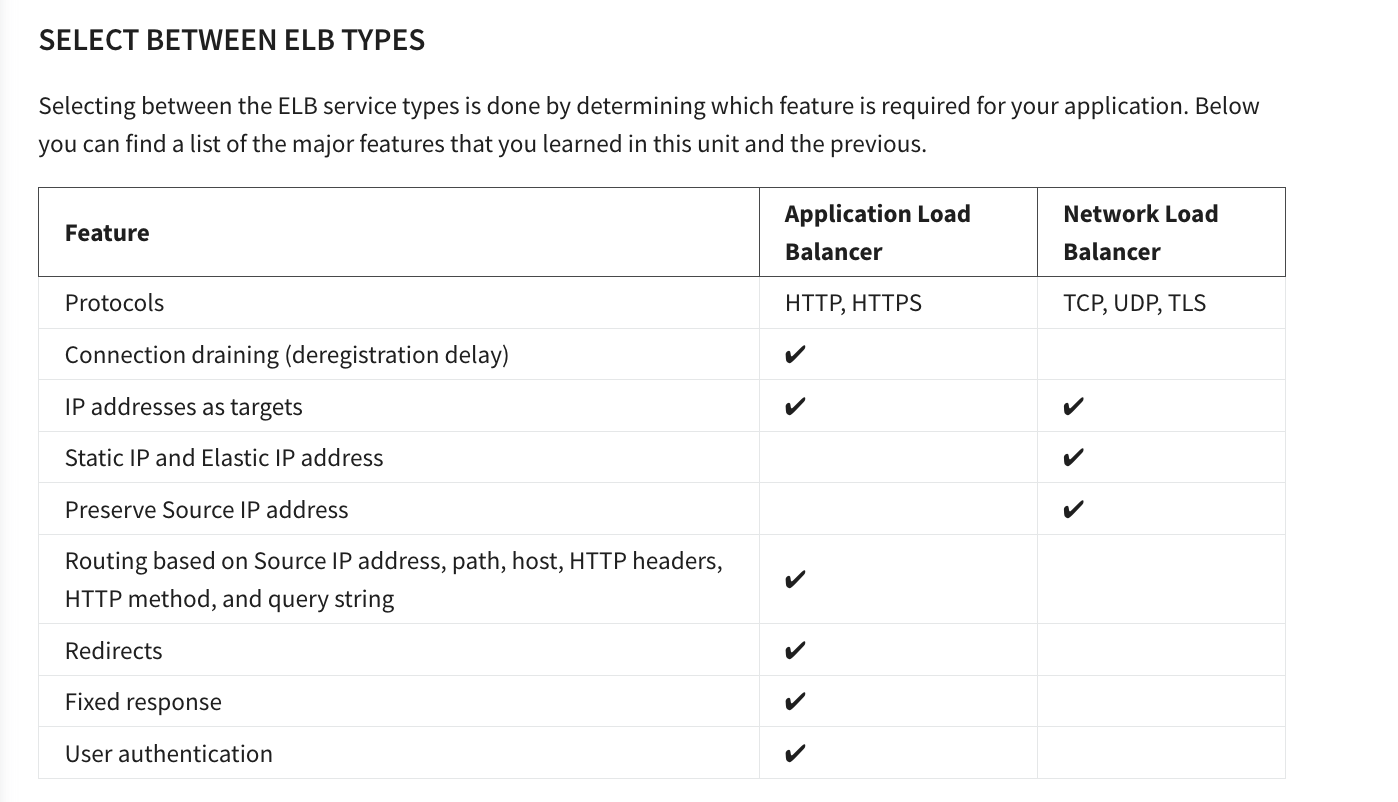 SELECT BETWEEN ELB TYPES
Selecting between the ELB service types is done by determining which feature is required for your application. Below
you can find a list of the major features that you learned in this unit and the previous.
Feature
Application Load
Balancer
Network Load
Balancer
Protocols
HTTP, HTTPS
TCP, UDP, TLS
Connection draining (deregistration delay)
✔
IP addresses as targets
✔
✔
Static IP and Elastic IP address
✔
Preserve Source IP address
✔
Routing based on Source IP address, path, host, HTTP headers,
HTTP method, and query string
✔
Redirects
✔
Fixed response
✔
User authentication
✔